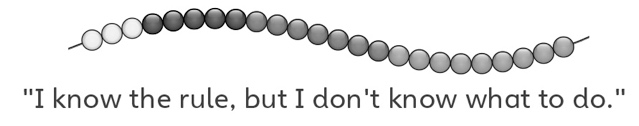 "I know the rule, but I don't know what to do."